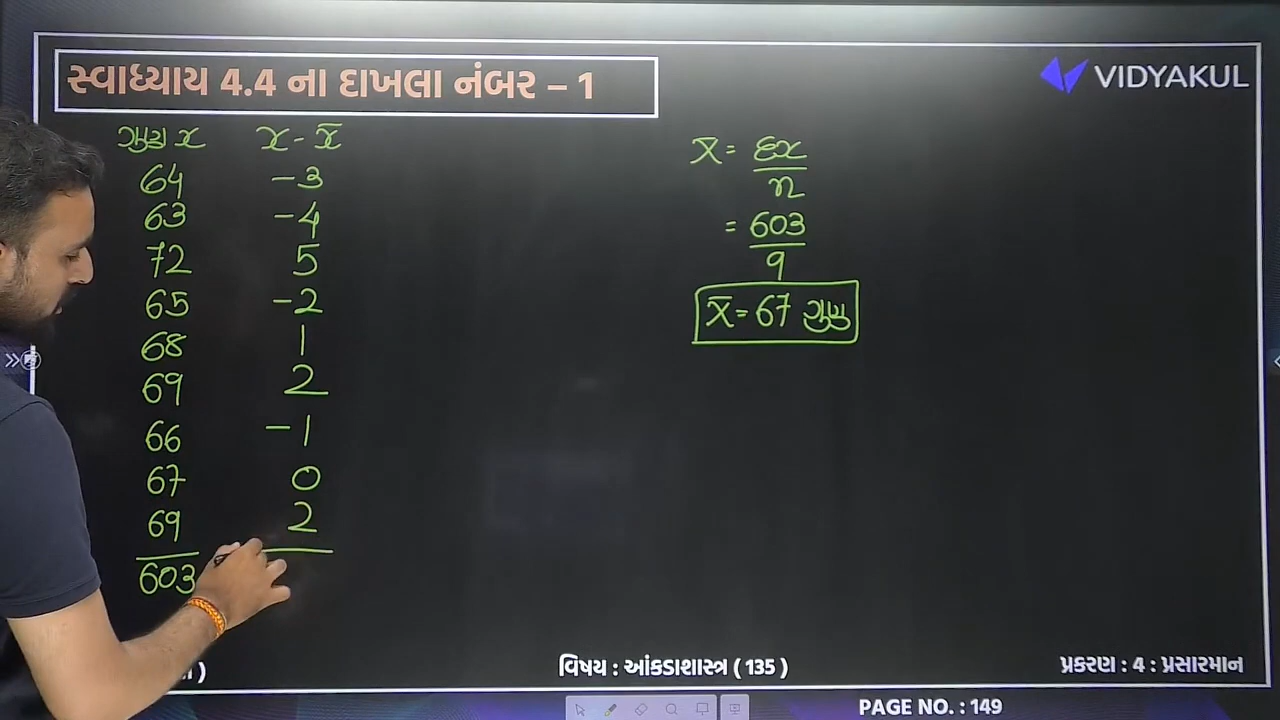 સ્વાધ્યાય 4.4 ના દાખલા નંબર – 1
VIDYAKUL
ગુણ x x - x̄
64 -3
63 -4
72 5
65 -2
68 1
69 2
66 -1
67 0
69 2
603
x̄ = Σx
n
= 603
9
x̄ = 67 ગુણ
)
વિષય : આંકડાશાસ્ત્ર ( 135 )
પ્રકરણ : 4 : પ્રસારમાન
PAGE NO. : 149